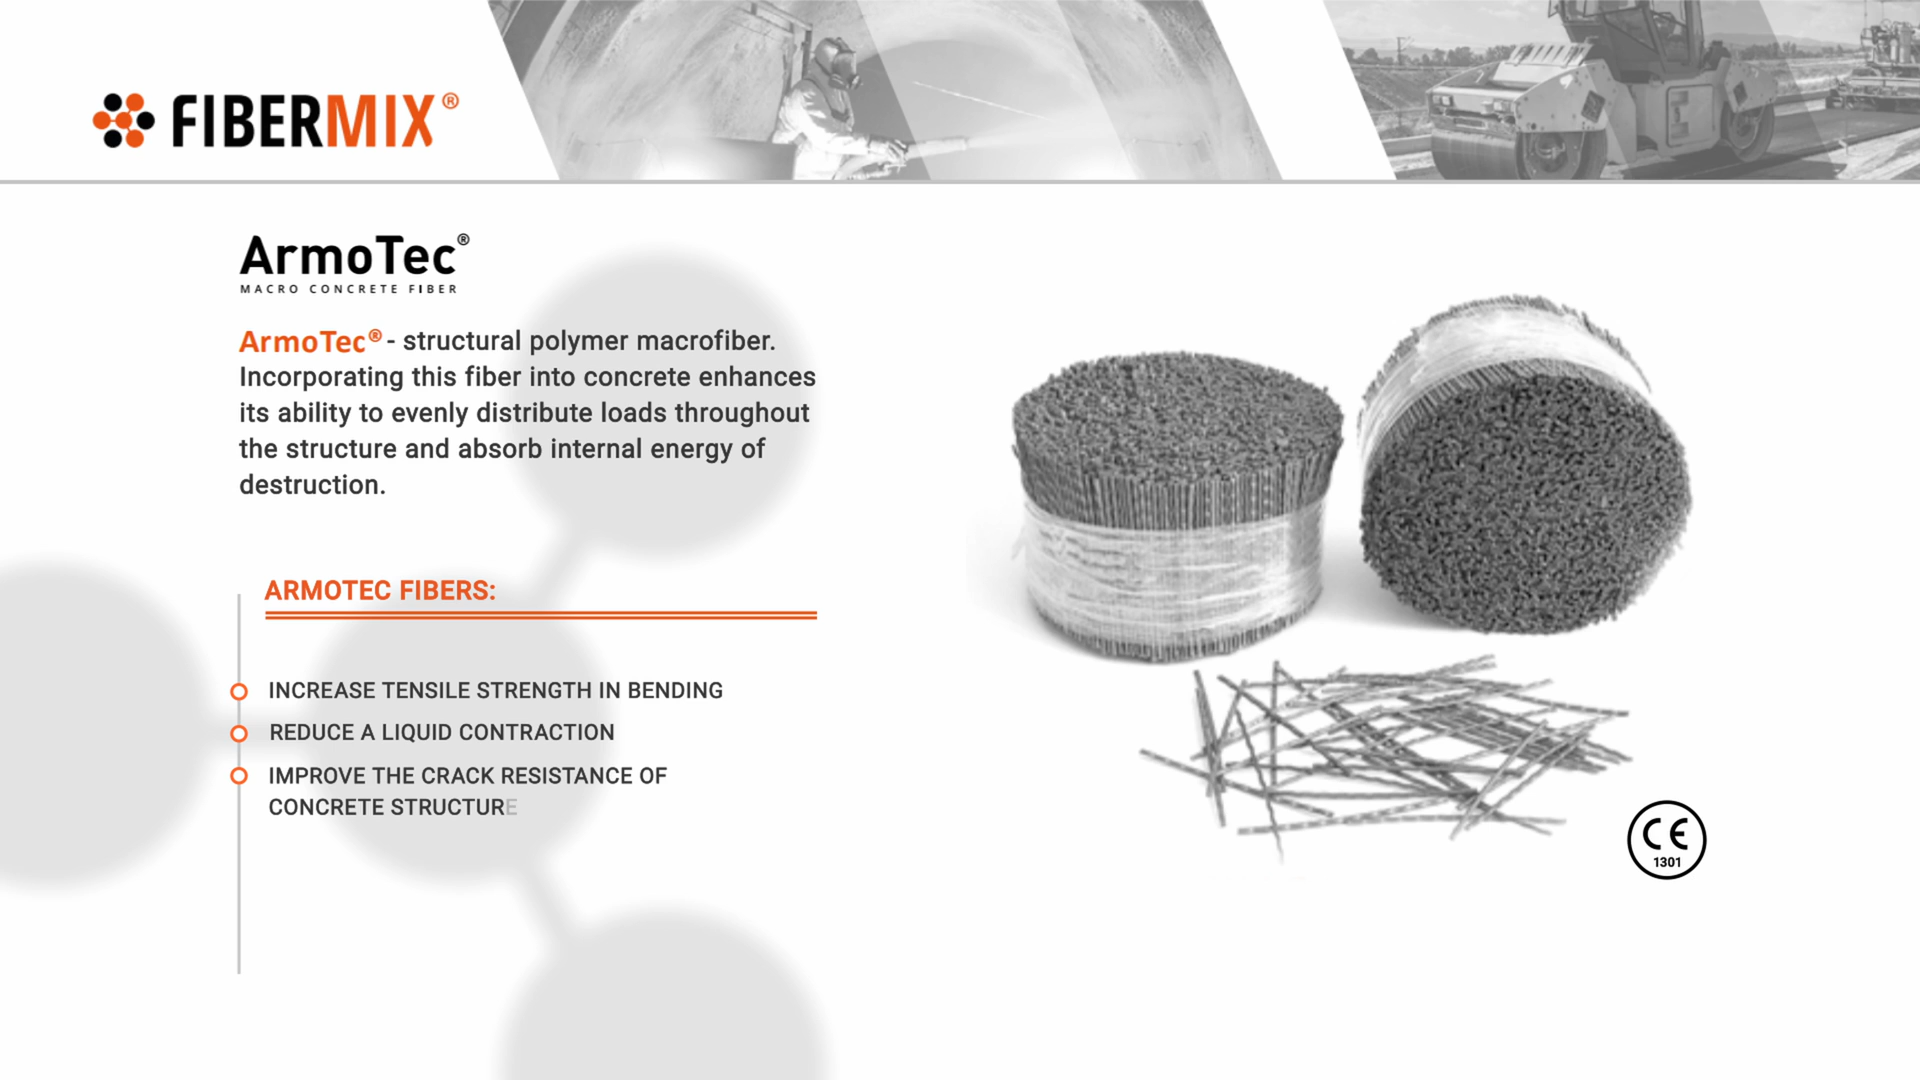 FIBERMIX®
ArmoTec®
MACRO CONCRETE FIBER
ArmoTec® - structural polymer macrofiber.
Incorporating this fiber into concrete enhances
its ability to evenly distribute loads throughout
the structure and absorb internal energy of
destruction.
ARMOTEC FIBERS:
INCREASE TENSILE STRENGTH IN BENDING
REDUCE A LIQUID CONTRACTION
IMPROVE THE CRACK RESISTANCE OF
CONCRETE STRUCTURE
CE
1301